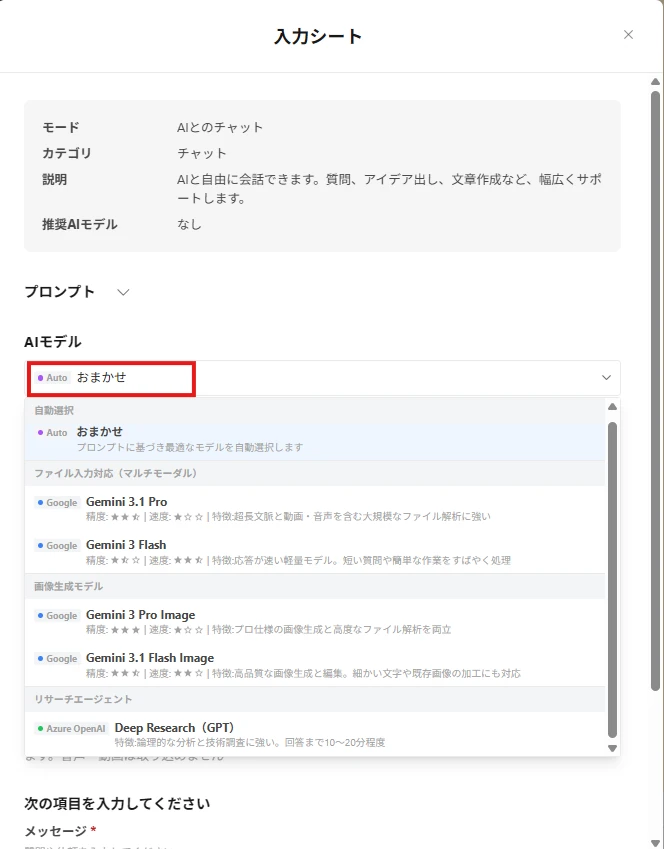 入力シート
モード AIとのチャット
カテゴリ チャット
説明 AIと自由に会話できます。質問、アイデア出し、文章作成など、幅広くサポ
ートします。
推奨AIモデル なし
プロンプト
AIモデル
Auto おまかせ
自動選択
Auto おまかせ
プロンプトに基づき最適なモデルを自動選択します
ファイル入力対応（マルチモーダル）
Google Gemini 3.1 Pro
精度: ★★⯪ | 速度: ★☆☆ | 特徴:超長文脈と動画・音声を含む大規模なファイル解析に強い
Google Gemini 3 Flash
精度: ★⯪☆ | 速度: ★★⯪ | 特徴:応答が速い軽量モデル。短い質問や簡単な作業をすばやく処理
画像生成モデル
Google Gemini 3 Pro Image
精度: ★★★ | 速度: ★☆☆ | 特徴:プロ仕様の画像生成と高度なファイル解析を両立
Google Gemini 3.1 Flash Image
精度: ★★⯪ | 速度: ★★☆ | 特徴:高品質な画像生成と編集。細かい文字や既存画像の加工にも対応
リサーチエージェント
Azure OpenAI Deep Research（GPT）
特徴:論理的な分析と技術調査に強い。回答まで10～20分程度
次の項目を入力してください
メッセージ *